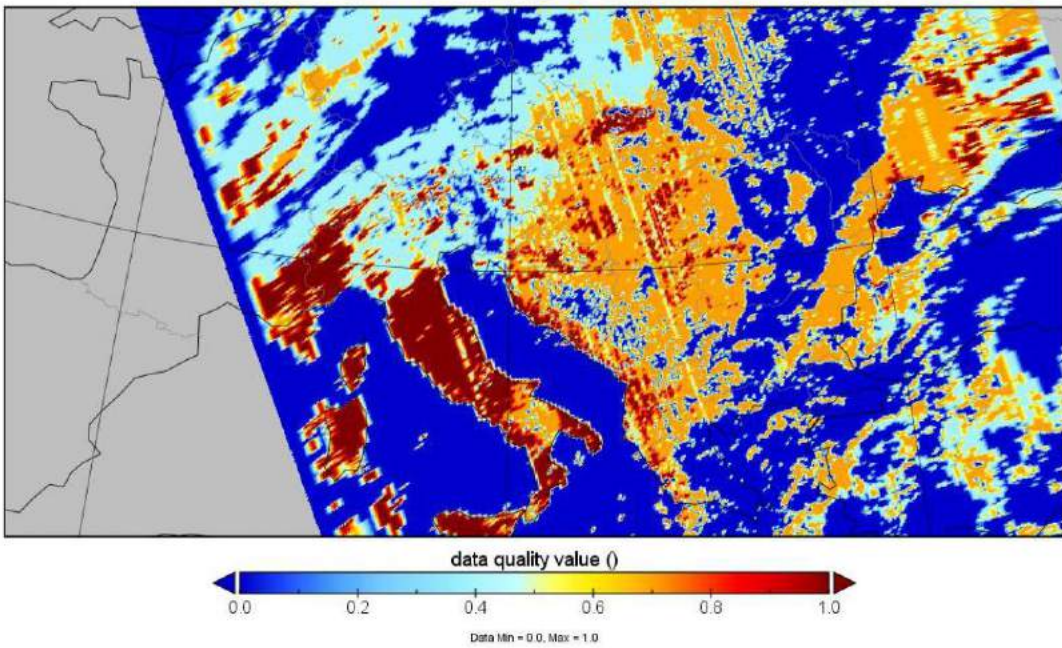 data quality value ()
0.0 0.2 0.4 0.6 0.8 1.0
Data Min = 0.0, Max = 1.0